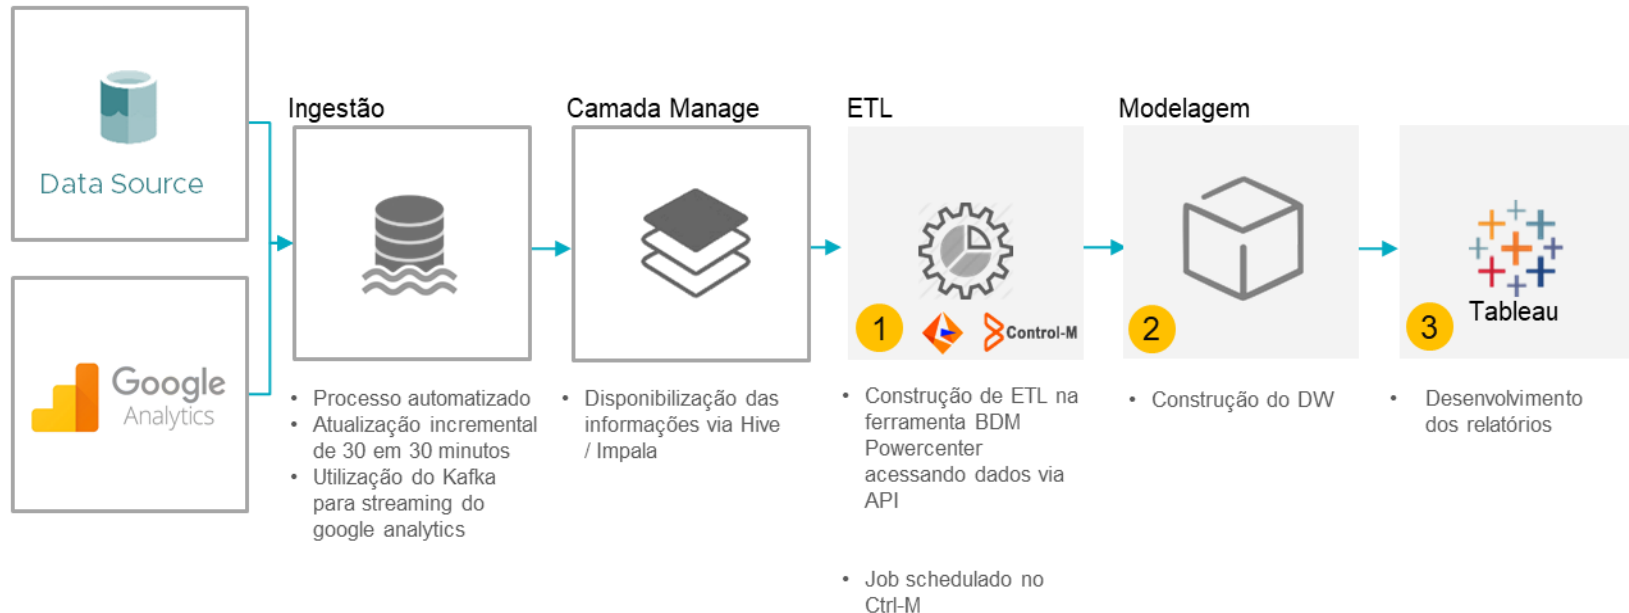 Data Source
Google
Analytics
Ingestão
• Processo automatizado
• Atualização incremental
de 30 em 30 minutos
• Utilização do Kafka
para streaming do
google analytics
Camada Manage
• Disponibilização das
informações via Hive
/ Impala
ETL
1
Control-M
• Construção de ETL na
ferramenta BDM
Powercenter
acessando dados via
API
• Job schedulado no
Ctrl-M
Modelagem
2
• Construção do DW
3
Tableau
• Desenvolvimento
dos relatórios